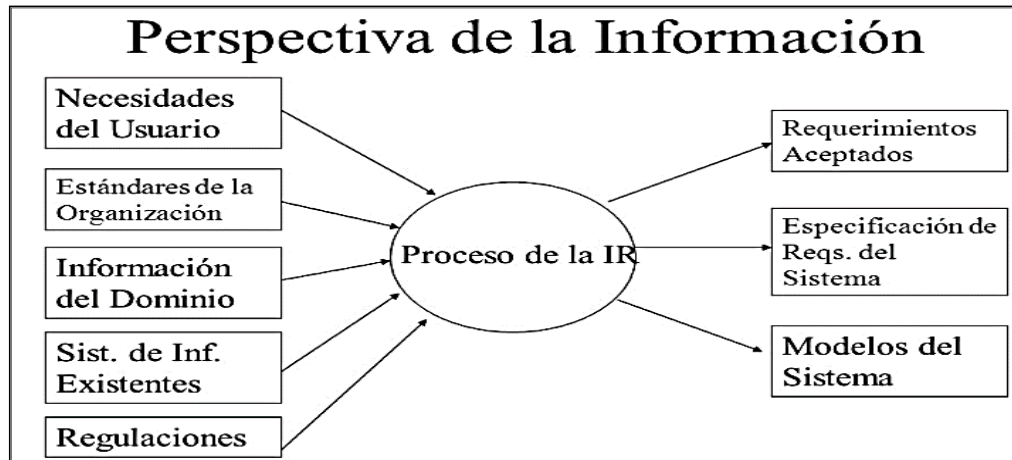 Perspectiva de la Información
Necesidades
del Usuario
Estándares de la
Organización
Información
del Dominio
Sist. de Inf.
Existentes
Regulaciones
Proceso de la IR
Requerimientos
Aceptados
Especificación de
Reqs. del
Sistema
Modelos del
Sistema